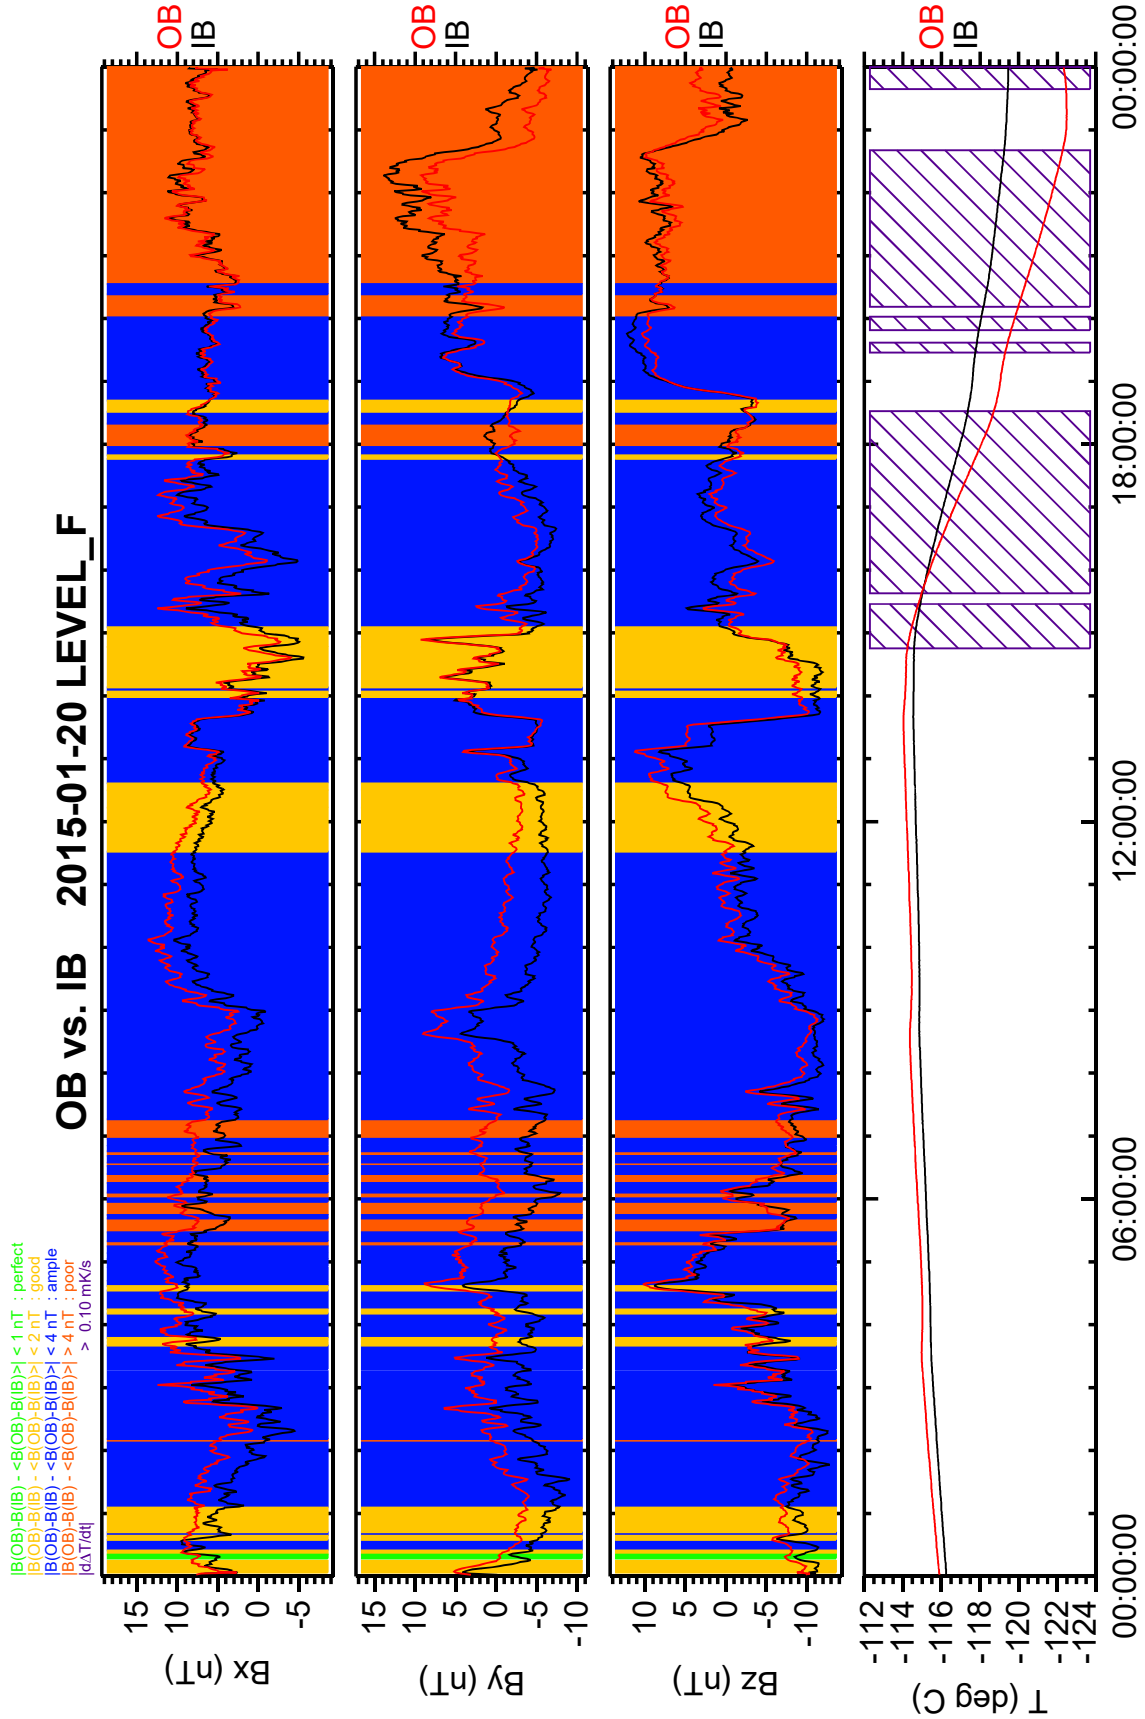 OB vs. IB 2015-01-20 LEVEL_F
|B(OB)-B(IB) - <B(OB)-B(IB)>| < 1 nT : perfect
|B(OB)-B(IB) - <B(OB)-B(IB)>| < 2 nT : good
|B(OB)-B(IB) - <B(OB)-B(IB)>| < 4 nT : ample
|B(OB)-B(IB) - <B(OB)-B(IB)>| > 4 nT : poor
|dΔT/dt| > 0.10 mK/s
Bx (nT)
15
10
5
0
-5
OB
IB
By (nT)
15
10
5
0
-5
-10
OB
IB
Bz (nT)
10
5
0
-5
-10
OB
IB
T (deg C)
-112
-114
-116
-118
-120
-122
-124
OB
IB
00:00:00 06:00:00 12:00:00 18:00:00 00:00:00